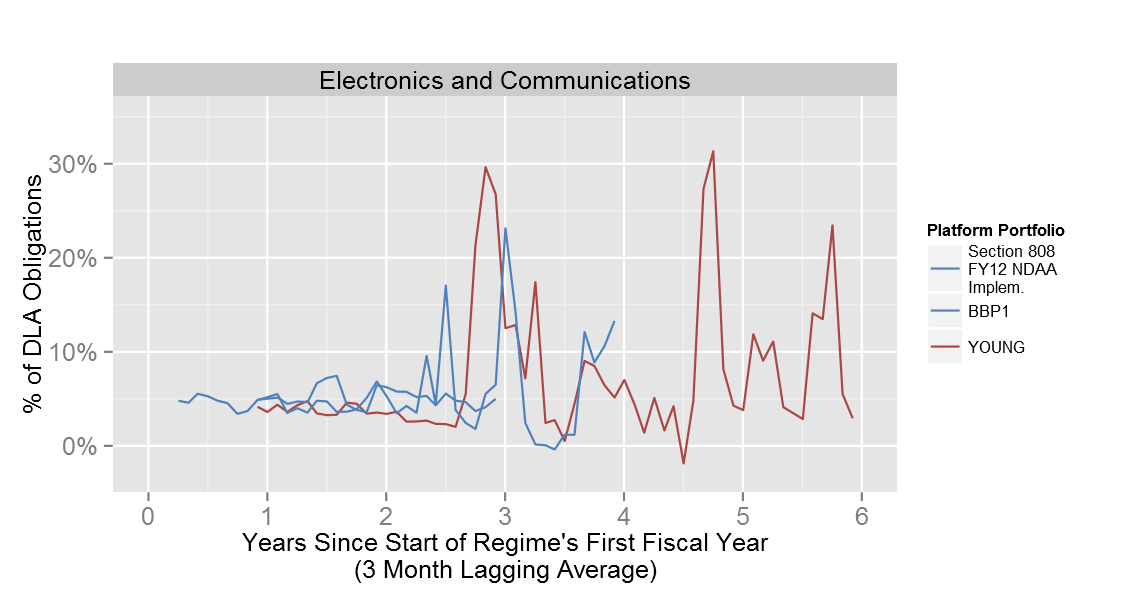 Electronics and Communications
% of DLA Obligations
30%
20%
10%
0%
0 1 2 3 4 5 6
Years Since Start of Regime's First Fiscal Year
(3 Month Lagging Average)
Platform Portfolio
Section 808
FY12 NDAA
Implem.
BBP1
YOUNG